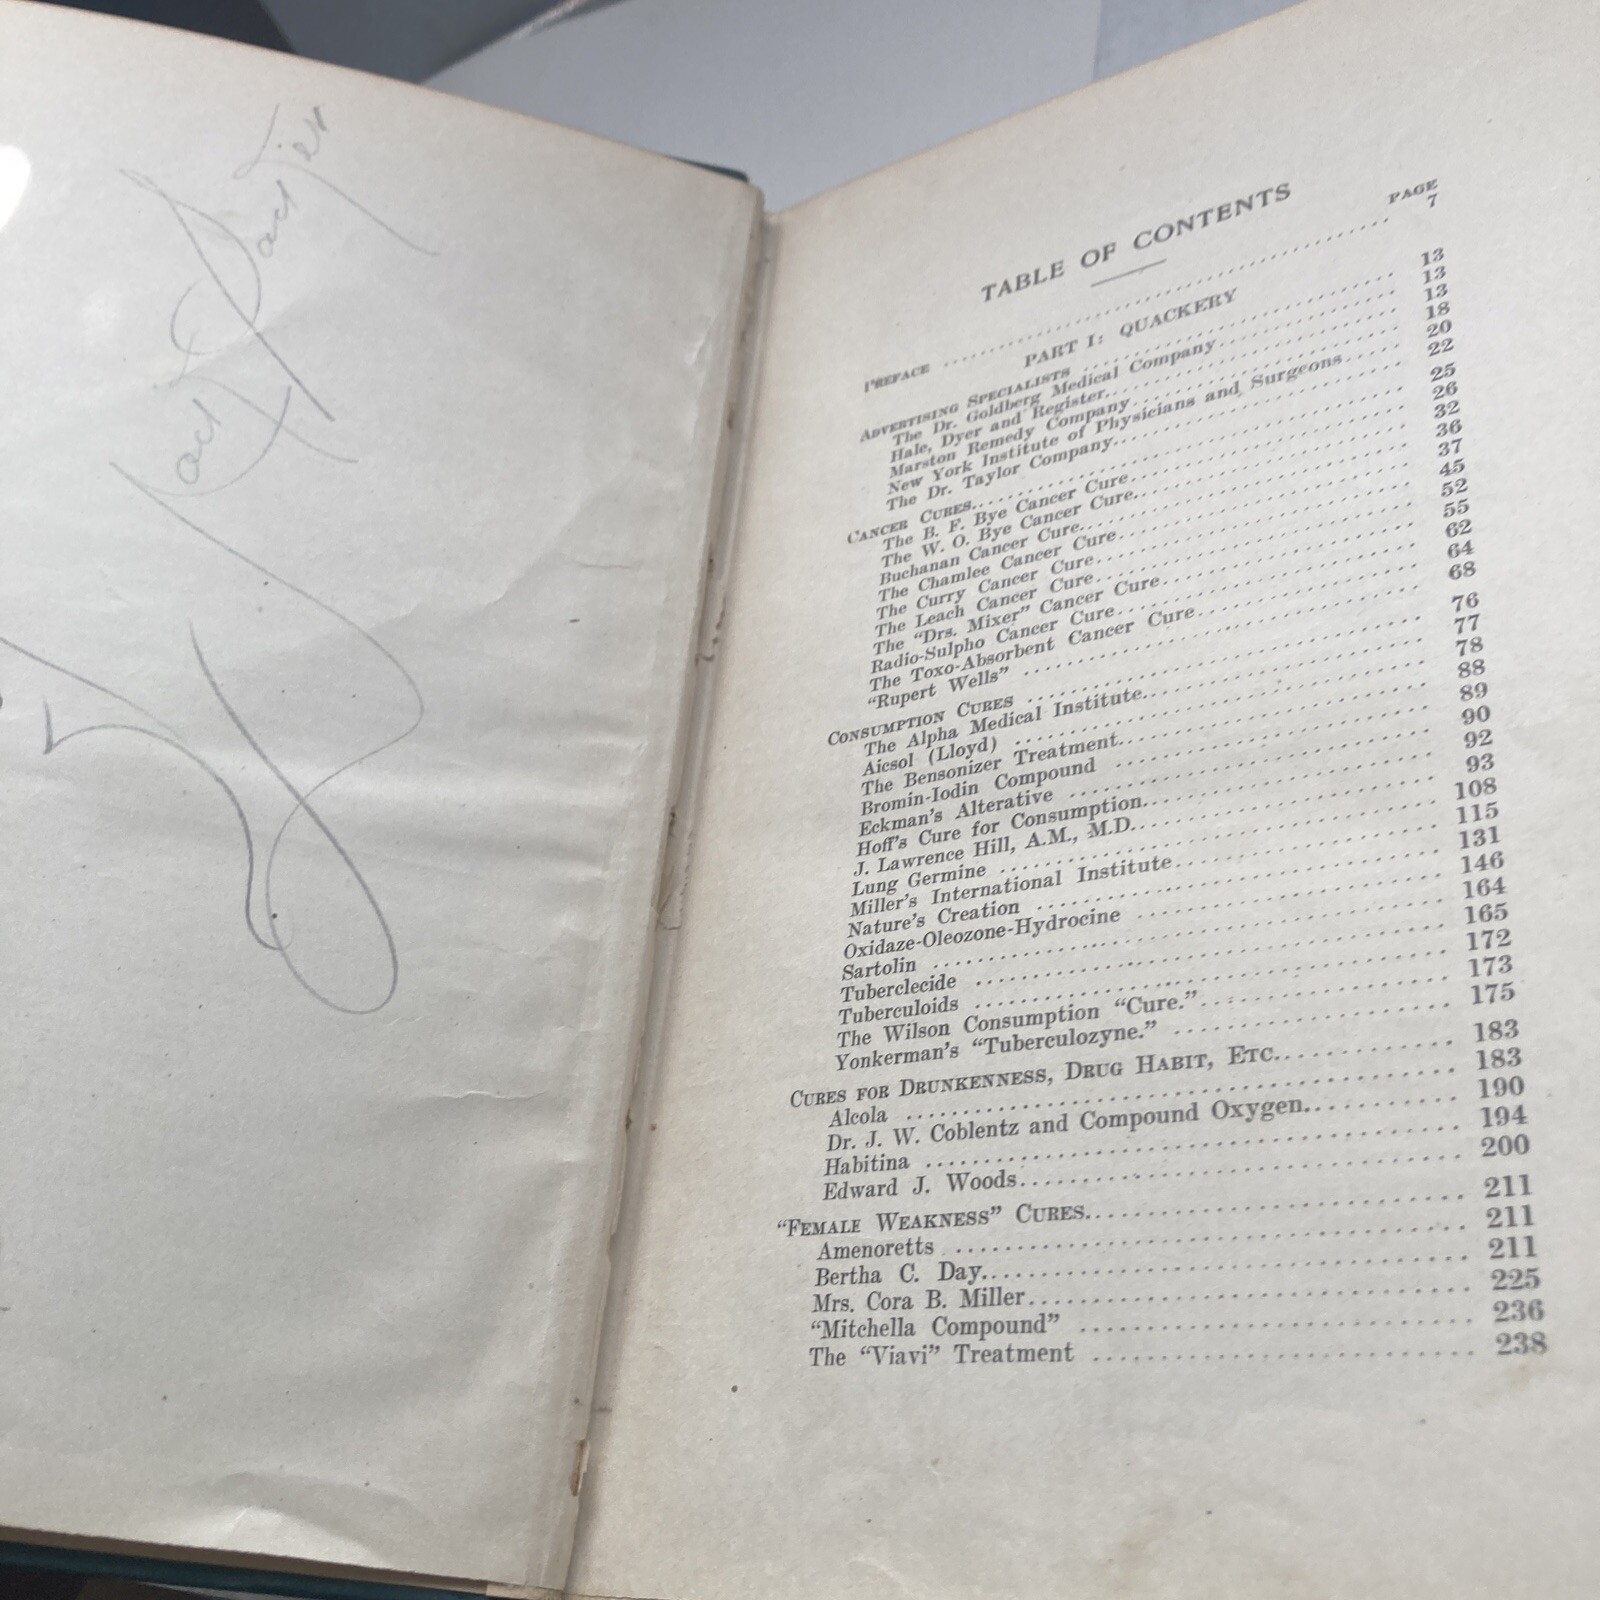 TABLE OF CONTENTS
PAGE
PREFACE 7
PART I: QUACKERY
ADVERTISING SPECIALISTS 13
The Dr. Goldberg Medical Company 13
Hale, Dyer and Register 13
Marston Remedy Company 18
New York Institute of Physicians and Surgeons 20
The Dr. Taylor Company 22
CANCER CURES 25
The B. F. Bye Cancer Cure 26
The W. O. Bye Cancer Cure 32
Buchanan Cancer Cure 36
The Chamlee Cancer Cure 37
The Curry Cancer Cure 45
The Leach Cancer Cure 52
The “Drs. Mixer” Cancer Cure 55
Radio-Sulpho Cancer Cure 62
The Toxo-Absorbent Cancer Cure 64
“Rupert Wells” 68
CONSUMPTION CURES 76
The Alpha Medical Institute 77
Aicsol (Lloyd) 78
The Bensonizer Treatment 88
Bromin-Iodin Compound 89
Eckman's Alterative 90
Hoff's Cure for Consumption 92
J. Lawrence Hill, A.M., M.D. 93
Lung Germine 108
Miller's International Institute 115
Nature's Creation 131
Oxidaze-Oleozone-Hydrocine 146
Sartolin 164
Tuberclecide 165
Tuberculoids 172
The Wilson Consumption “Cure.” 173
Yonkerman's “Tuberculozyne.” 175
CURES FOR DRUNKENNESS, DRUG HABIT, ETC. 183
Alcola 183
Dr. J. W. Coblentz and Compound Oxygen 190
Habitina 194
Edward J. Woods 200
“FEMALE WEAKNESS” CURES 211
Amenoretts 211
Bertha C. Day 211
Mrs. Cora B. Miller 225
“Mitchella Compound” 236
The “Viavi” Treatment 238